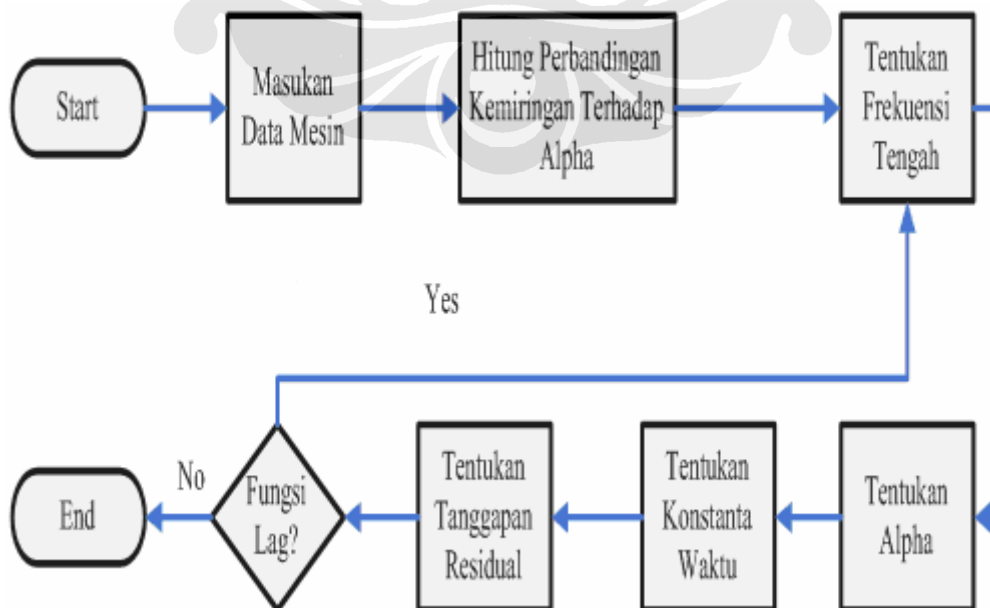 Start
Masukan
Data Mesin
Hitung Perbandingan
Kemiringan Terhadap
Alpha
Tentukan
Frekuensi
Tengah
Yes
Tentukan
Alpha
Tentukan
Konstanta
Waktu
Tentukan
Tanggapan
Residual
Fungsi
Lag?
No
End